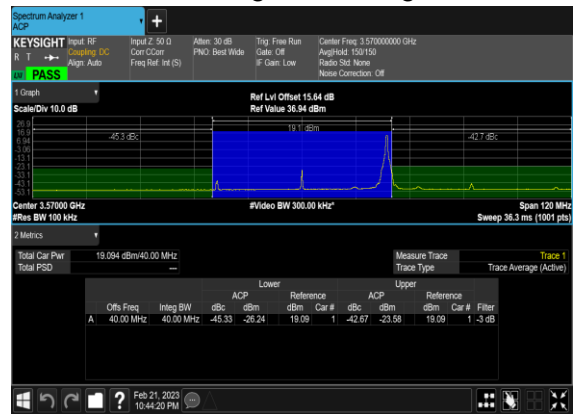 Spectrum Analyzer 1
ACP
KEYSIGHT Input: RF Input Z: 50 Ω Atten: 30 dB Trig: Free Run Center Freq: 3.570000000 GHz
R T Coupling: DC Corr CCorr PNO: Best Wide Gate: Off Avg|Hold: 150/150
Align: Auto Freq Ref: Int (S) IF Gain: Low Radio Std: None
LW PASS Noise Correction: Off
1 Graph
Ref Lvl Offset 15.64 dB
Scale/Div 10.0 dB Ref Value 36.94 dBm
26.9
16.9 19.1 dBm
6.94 -45.3 dBc -42.7 dBc
-3.06
-13.1
-23.1
-33.1
-43.1
-53.1
Center 3.57000 GHz #Video BW 300.00 kHz* Span 120 MHz
#Res BW 100 kHz Sweep 36.3 ms (1001 pts)
2 Metrics
Total Car Pwr 19.094 dBm/40.00 MHz Measure Trace Trace 1
Total PSD --- Trace Type Trace Average (Active)
Lower Upper
ACP Reference ACP Reference
Offs Freq Integ BW dBc dBm dBm Car # dBc dBm dBm Car # Filter
A 40.00 MHz 40.00 MHz -45.33 -26.24 19.09 1 -42.67 -23.58 19.09 1 -3 dB
? Feb 21, 2023
10:44:20 PM